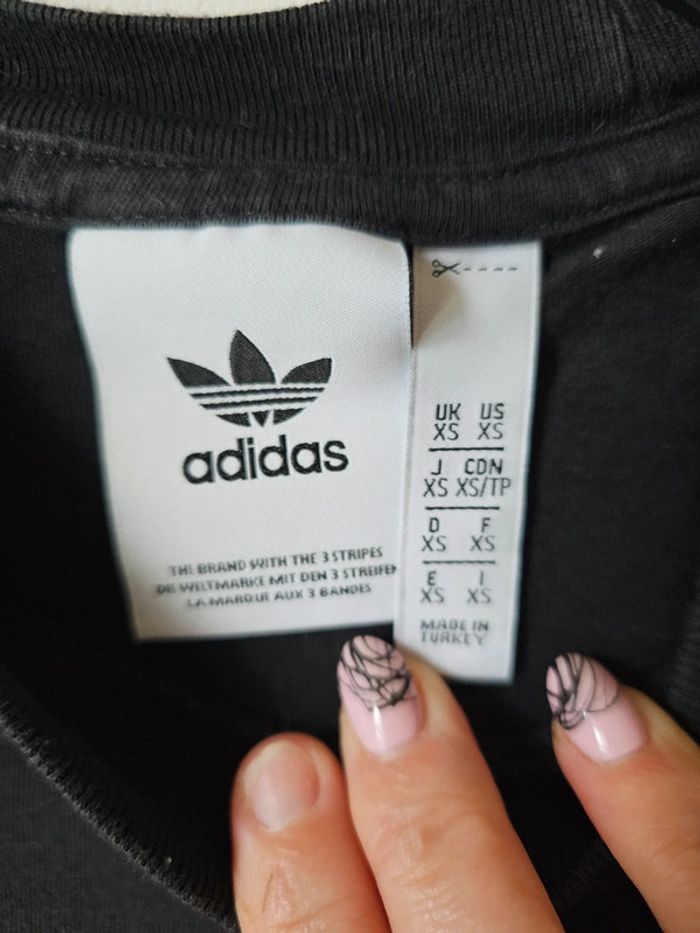 adidas
THE BRAND WITH THE 3 STRIPES
DIE WELTMARKE MIT DEN 3 STREIFEN
LA MARQUE AUX 3 BANDES
UK US
XS XS
J CDN
XS XS/TP
D F
XS XS
E I
XS XS
MADE IN
TURKEY